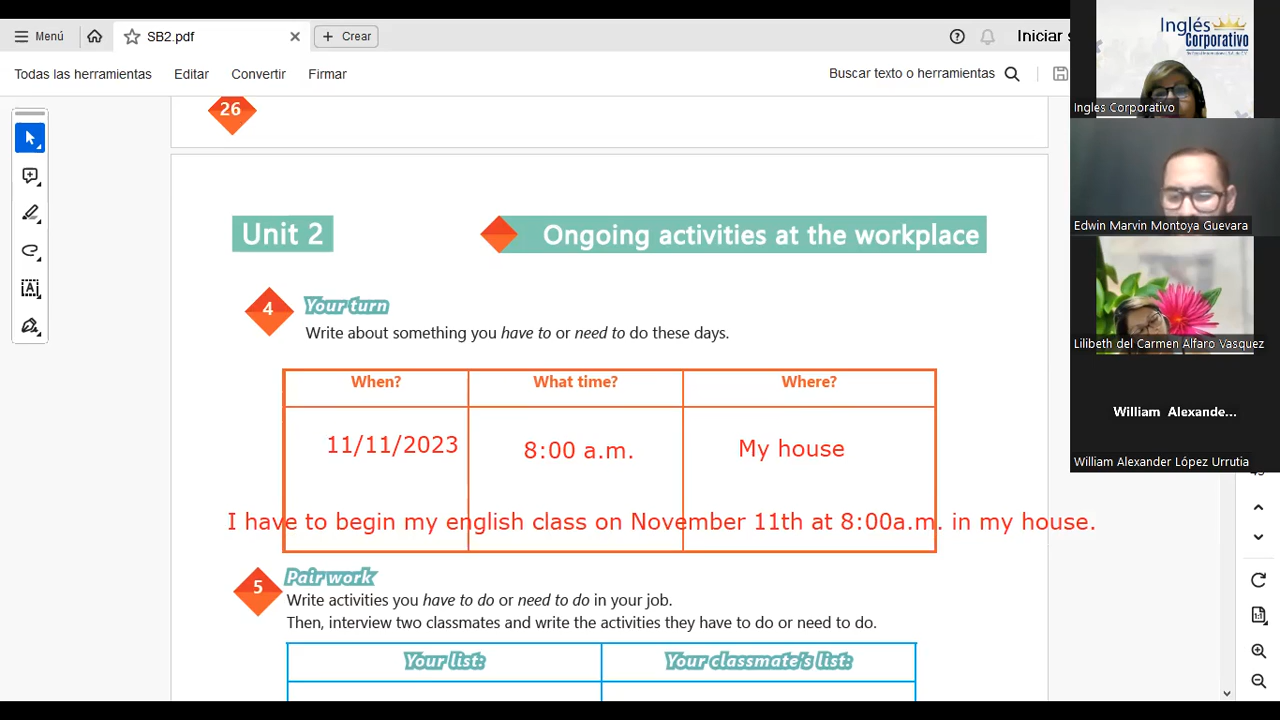 Menú
SB2.pdf
Crear
Iniciar s
Todas las herramientas
Editar
Convertir
Firmar
Buscar texto o herramientas
Inglés
Corporativo
Ingles Corporativo
26
Unit 2
Ongoing activities at the workplace
Edwin Marvin Montoya Guevara
4
Your turn
Write about something you have to or need to do these days.
Lilibeth del Carmen Alfaro Vasquez
When?
What time?
Where?
William Alexande...
11/11/2023
8:00 a.m.
My house
William Alexander López Urrutia
I have to begin my english class on November 11th at 8:00a.m. in my house.
5
Pair work
Write activities you have to do or need to do in your job.
Then, interview two classmates and write the activities they have to do or need to do.
Your list:
Your classmate's list: